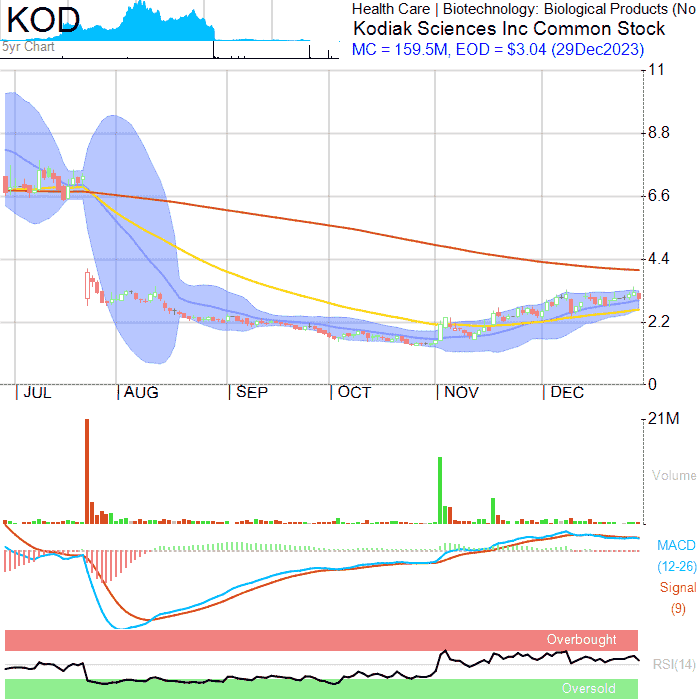 KOD
5yr Chart
Health Care | Biotechnology: Biological Products (No
Kodiak Sciences Inc Common Stock
MC = 159.5M, EOD = $3.04 (29Dec2023)
11
8.8
6.6
4.4
2.2
0
JUL AUG SEP OCT NOV DEC
21M
Volume
MACD
(12-26)
Signal
(9)
Overbought
RSI(14)
Oversold